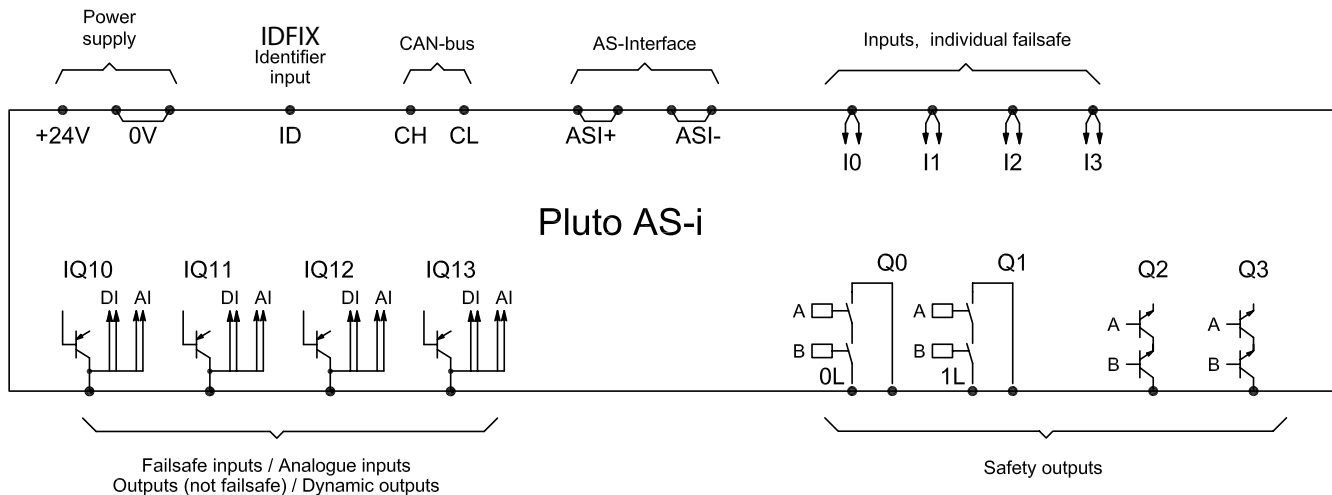 Power
supply
IDFIX
Identifier
input
CAN-bus
AS-Interface
Inputs, individual failsafe
+24V
0V
ID
CH
CL
ASI+
ASI-
I0
I1
I2
I3
Pluto AS-i
IQ10
IQ11
IQ12
IQ13
DI
AI
DI
AI
DI
AI
DI
AI
Q0
Q1
Q2
Q3
A
A
A
A
B
B
B
B
0L
1L
Failsafe inputs / Analogue inputs
Outputs (not failsafe) / Dynamic outputs
Safety outputs